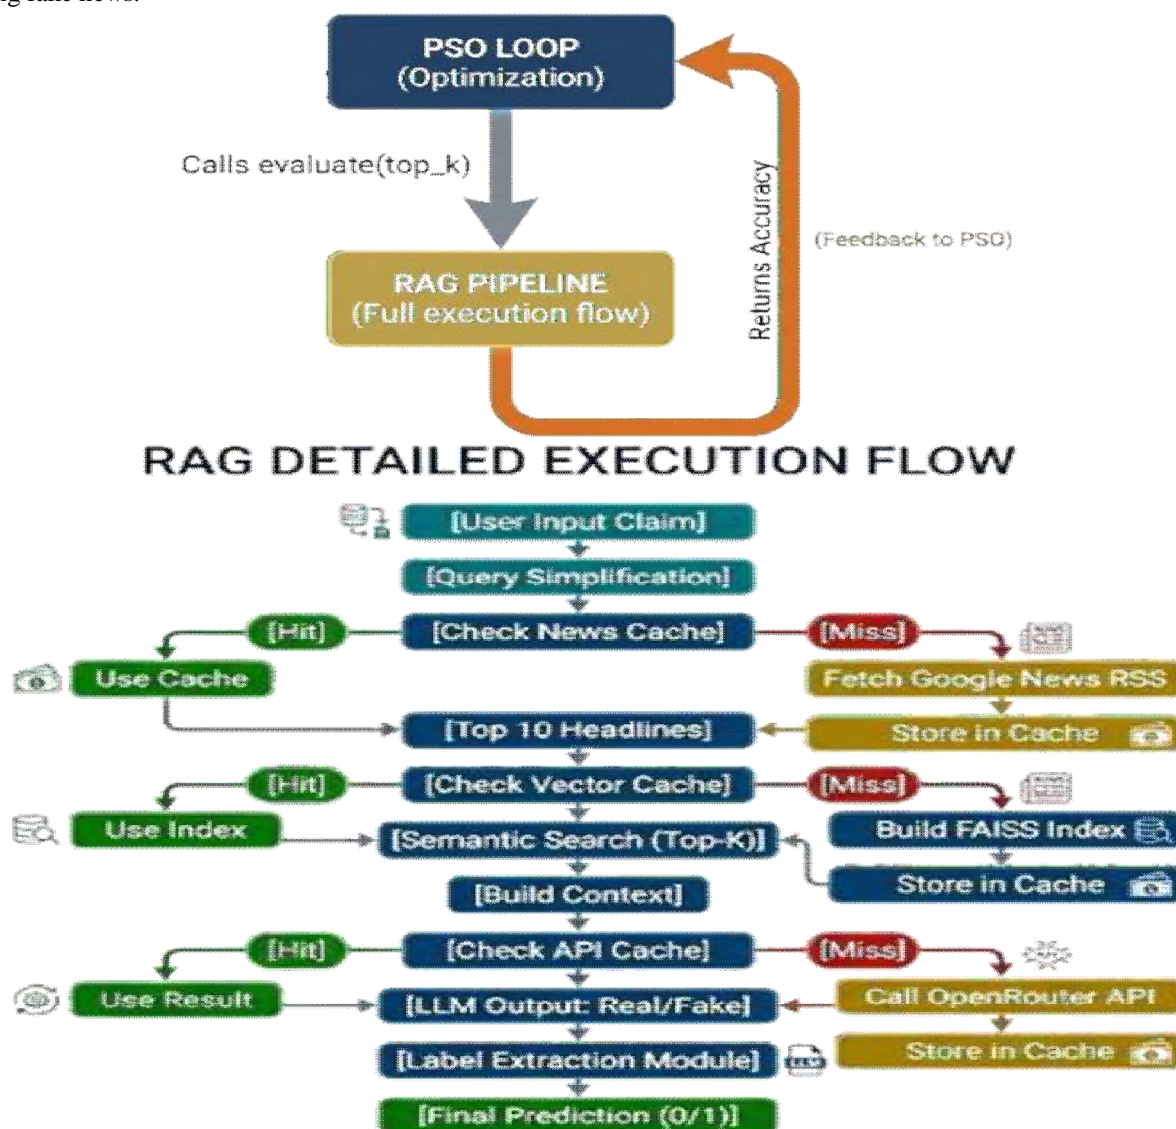 ng fake news.
PSO LOOP
(Optimization)
Calls evaluate(top_k)
RAG PIPELINE
(Full execution flow)
Returns Accuracy
(Feedback to PSO)
RAG DETAILED EXECUTION FLOW
[User Input Claim]
[Query Simplification]
[Hit]
[Check News Cache]
[Miss]
Use Cache
Fetch Google News RSS
[Top 10 Headlines]
Store in Cache
[Hit]
[Check Vector Cache]
[Miss]
Use Index
[Semantic Search (Top-K)]
Build FAISS Index
Store in Cache
[Build Context]
[Hit]
[Check API Cache]
[Miss]
Use Result
[LLM Output: Real/Fake]
Call OpenRouter API
[Label Extraction Module]
Store in Cache
[Final Prediction (0/1)]